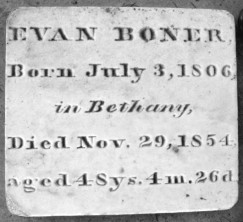 EVAN BONER
Born July 3, 1806,
in Bethany,
Died Nov. 29, 1854
aged 48ys. 4m. 26d.